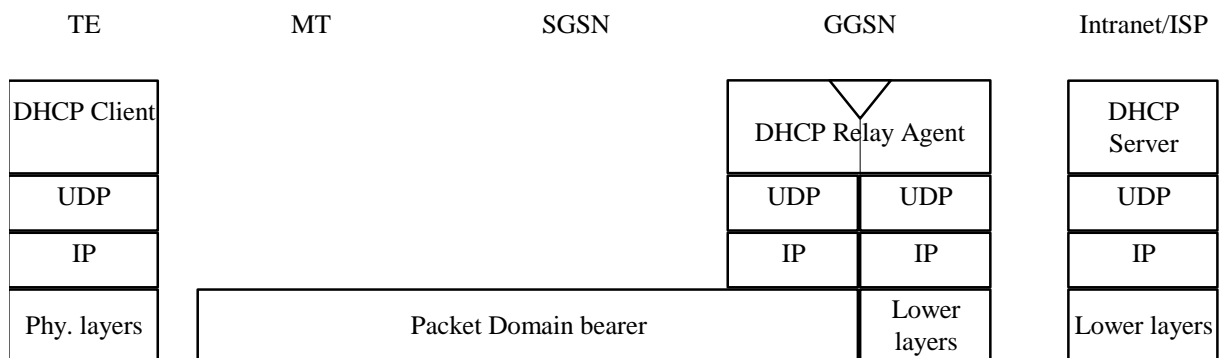 TE MT SGSN GGSN Intranet/ISP
DHCP Client
DHCP Relay Agent
DHCP
Server
UDP UDP UDP UDP
IP IP IP IP
Phy. layers Packet Domain bearer Lower
layers Lower layers